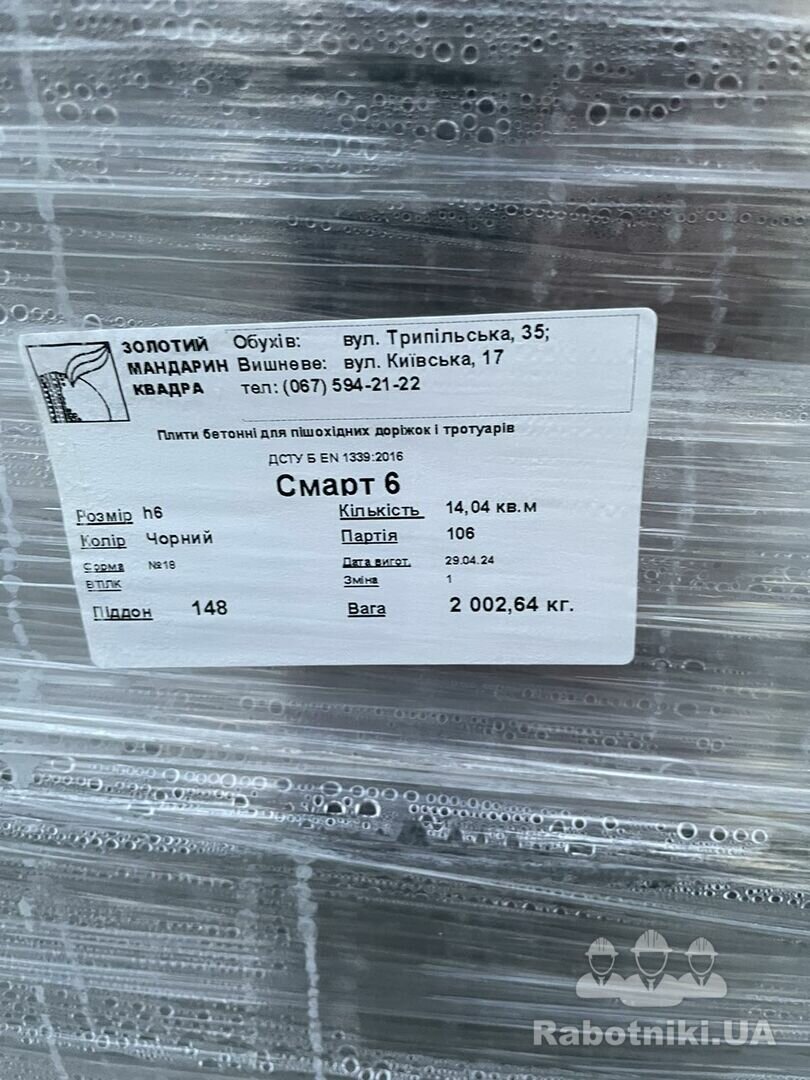 ЗОЛОТИЙ МАНДАРИН КВАДРА
Обухів: вул. Трипільська, 35;
Вишневе: вул. Київська, 17
тел: (067) 594-21-22
Плити бетонні для пішохідних доріжок і тротуарів
ДСТУ Б EN 1339:2016
Смарт 6
Розмір h6 Кількість 14,04 кв.м
Колір Чорний Партія 106
Форма №18 Дата вигот. 29.04.24
ВТІЛК Зміна 1
Піддон 148 Вага 2 002,64 кг.
Rabotniki.UA